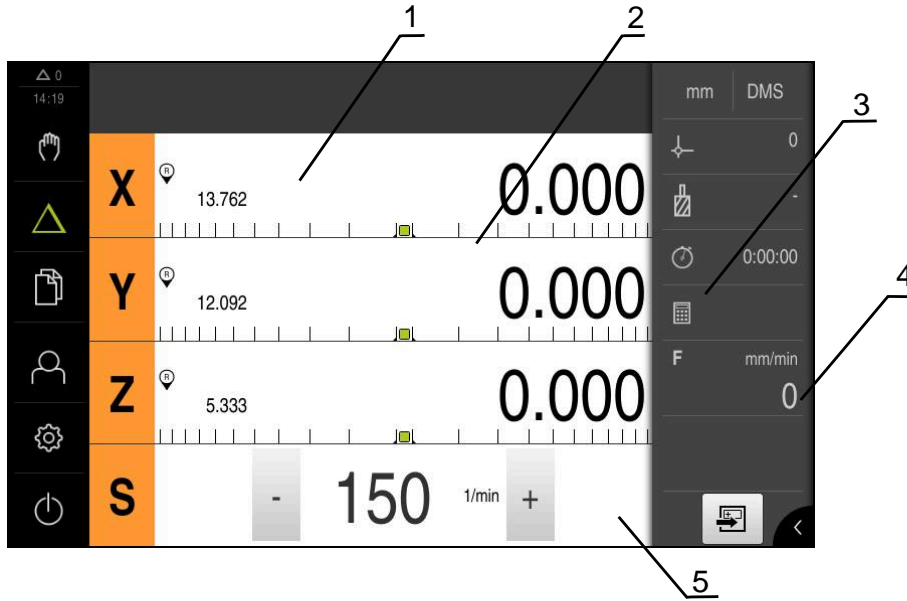 1
2
△ 0
14:19
mm DMS
3
0
X
R
13.762
0.000
-
0:00:00
4
Y
R
12.092
0.000
F mm/min
0
Z
R
5.333
0.000
S
-
150
1/min
+
5